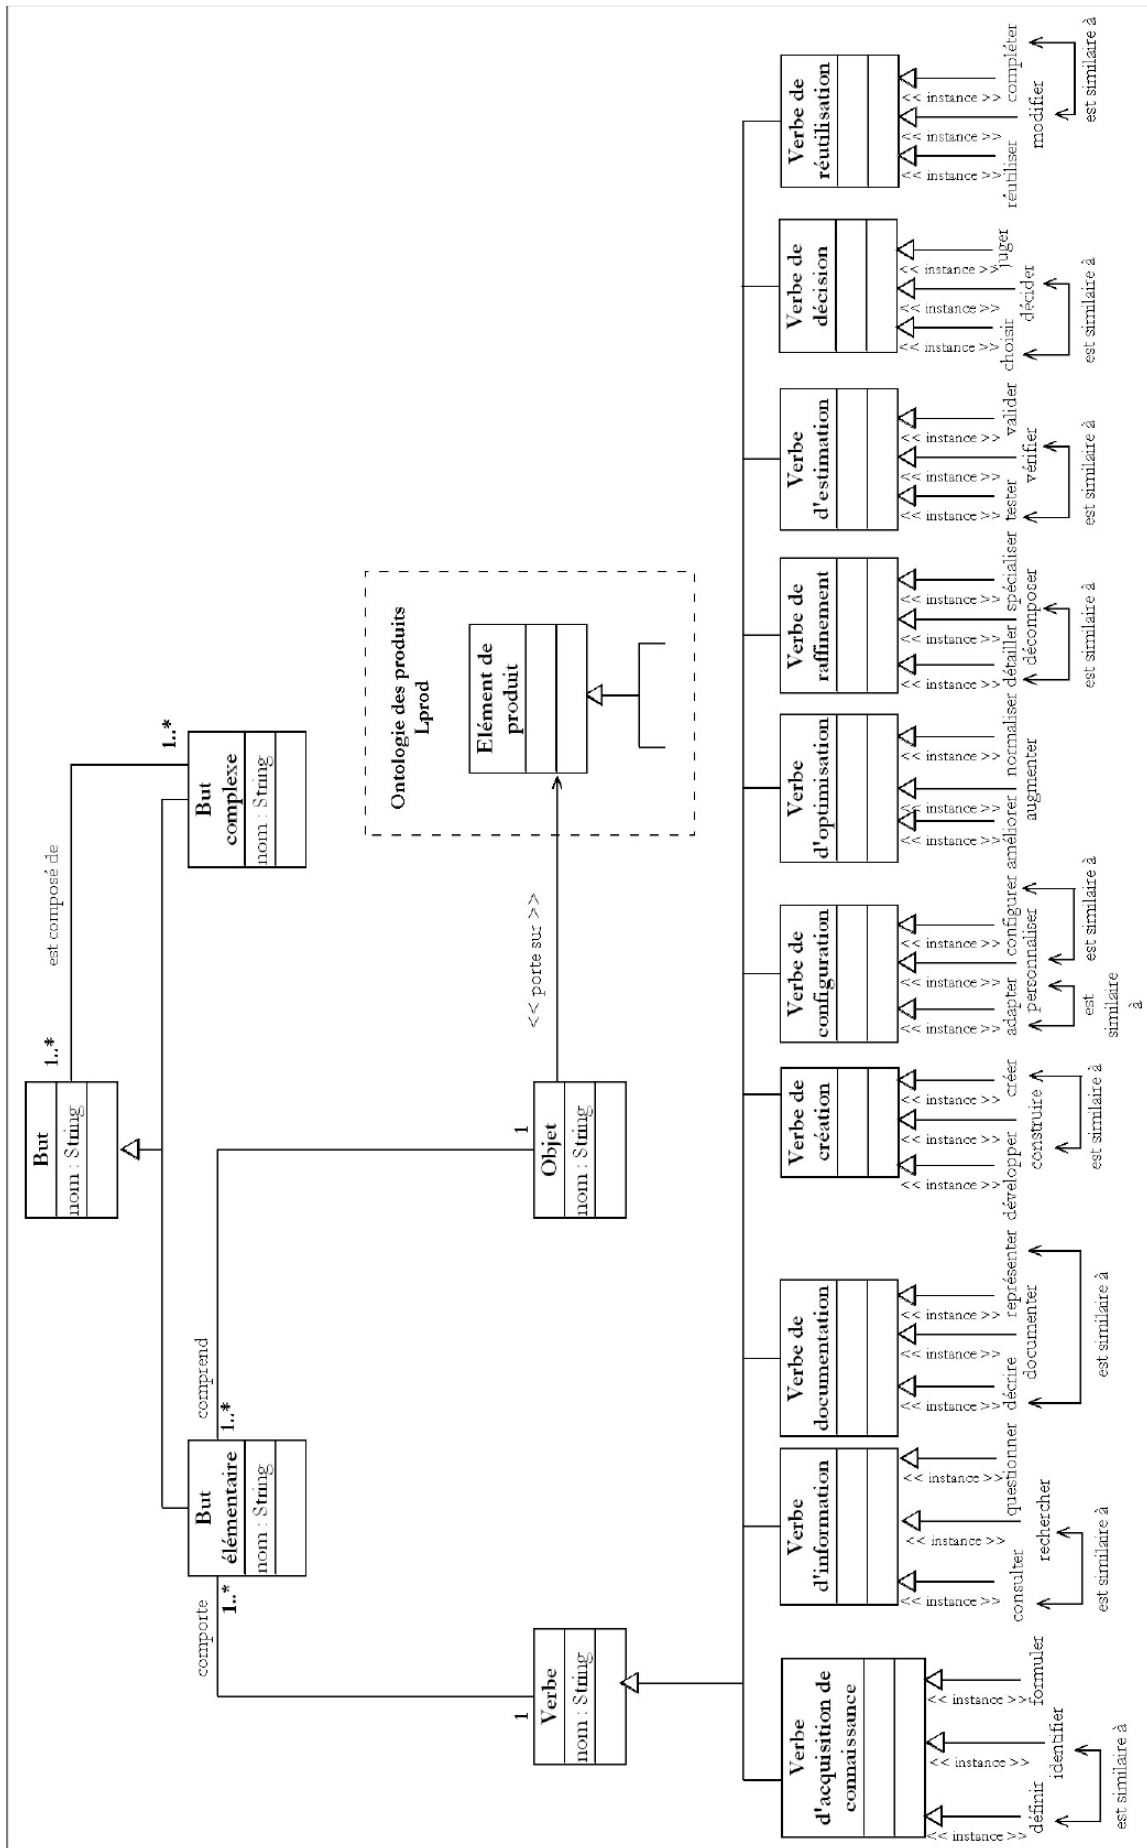 But
nom : String
1..*
est composé de
1..*
But
élémentaire
nom : String
But
complexe
nom : String
comporte
1..*
1..*
comprend
1
Verbe
nom : String
1
Objet
nom : String
<< porte sur >>
Ontologie des produits
Lprod
Elément de
produit
Verbe
d'acquisition de
connaissance
<< instance >>
<< instance >>
<< instance >>
définir
identifier
formuler
est similaire à
Verbe
d'information
<< instance >>
<< instance >>
<< instance >>
consulter
rechercher
questionner
est similaire à
Verbe de
documentation
<< instance >>
<< instance >>
<< instance >>
décrire
documenter
représenter
est similaire à
Verbe de
création
<< instance >>
<< instance >>
<< instance >>
développer
construire
créer
est similaire à
Verbe de
configuration
<< instance >>
<< instance >>
<< instance >>
adapter
personnaliser
configurer
est
similaire
à
est similaire à
Verbe
d'optimisation
<< instance >>
<< instance >>
<< instance >>
améliorer
augmenter
normaliser
Verbe de
raffinement
<< instance >>
<< instance >>
<< instance >>
détailler
décomposer
spécialiser
est similaire à
Verbe
d'estimation
<< instance >>
<< instance >>
<< instance >>
tester
vérifier
valider
est similaire à
Verbe de
décision
<< instance >>
<< instance >>
<< instance >>
choisir
décider
juger
est similaire à
Verbe de
réutilisation
<< instance >>
<< instance >>
<< instance >>
réutiliser
modifier
compléter
est similaire à